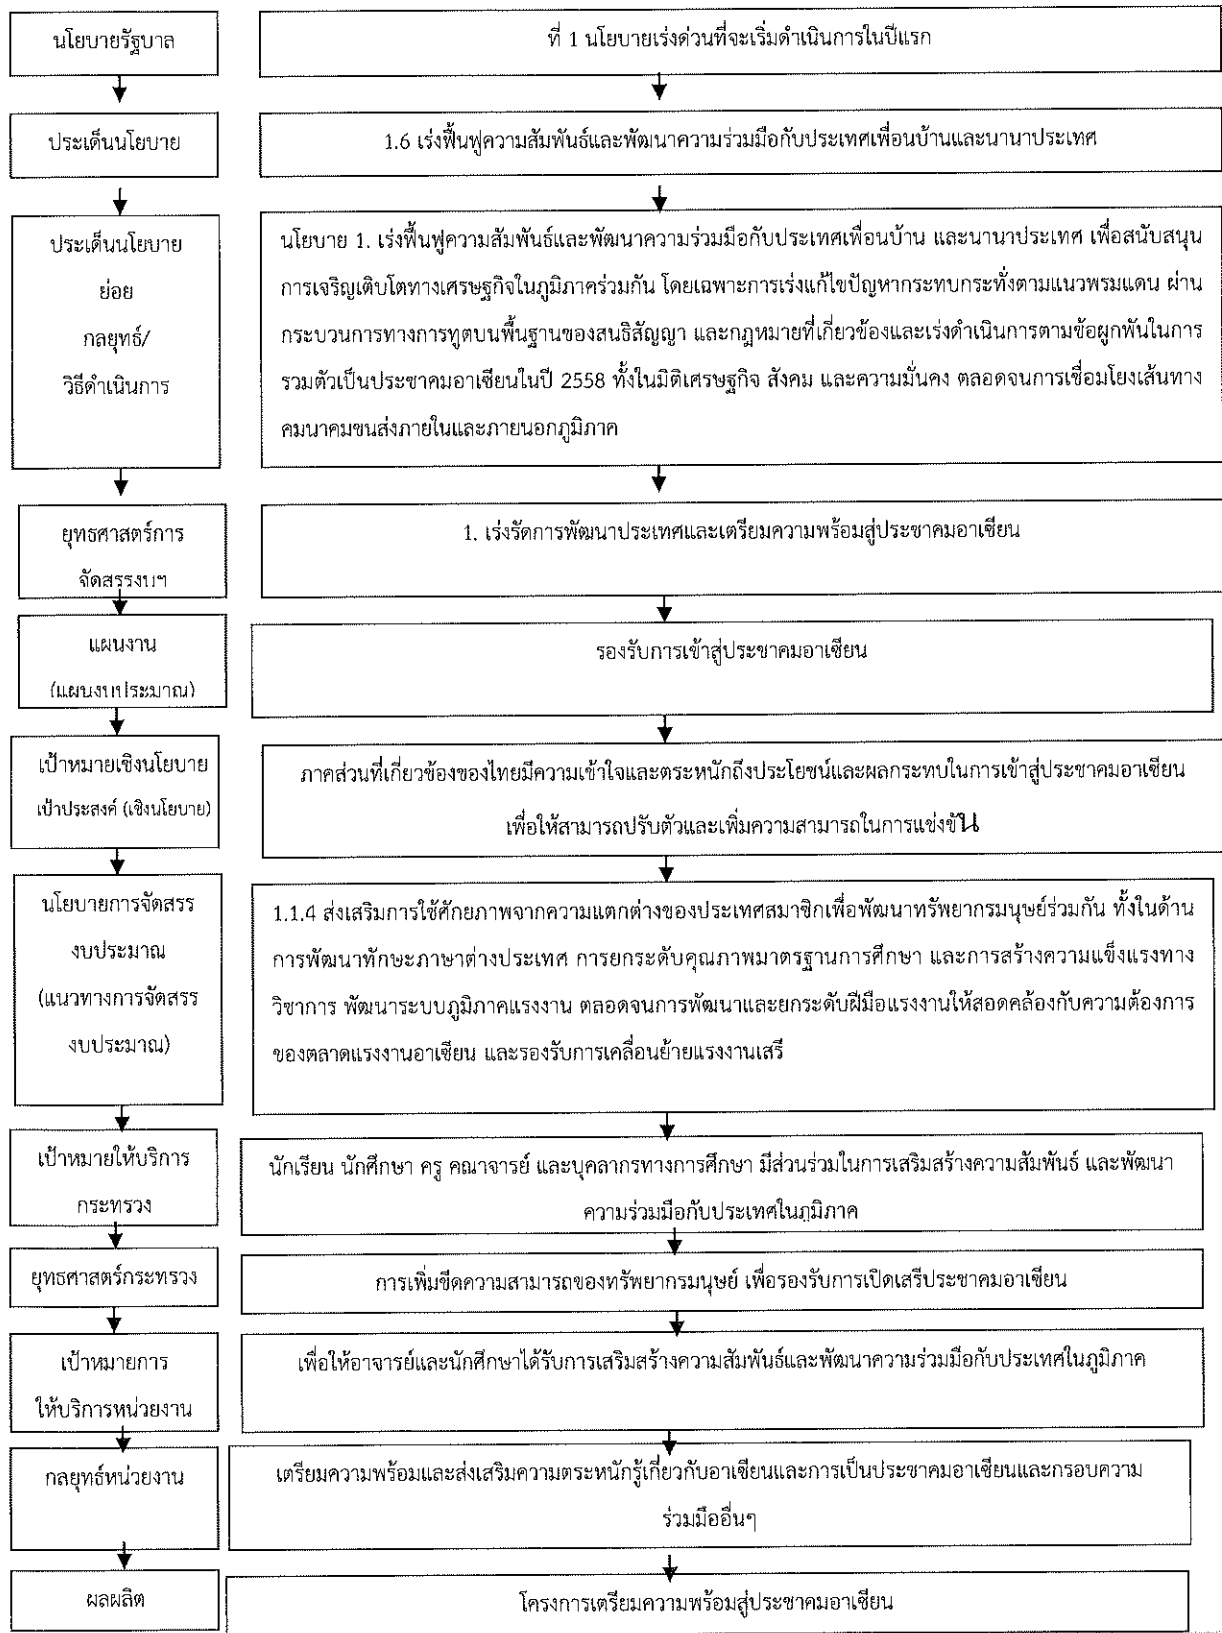 นโยบายรัฐบาล
ที่ 1 นโยบายเร่งด่วนที่จะเริ่มดำเนินการในปีแรก
ประเด็นนโยบาย
1.6 เร่งฟื้นฟูความสัมพันธ์และพัฒนาความร่วมมือกับประเทศเพื่อนบ้านและนานาประเทศ
ประเด็นนโยบาย
ย่อย
กลยุทธ์/
วิธีดำเนินการ
นโยบาย 1. เร่งฟื้นฟูความสัมพันธ์และพัฒนาความร่วมมือกับประเทศเพื่อนบ้าน และนานาประเทศ เพื่อสนับสนุน
การเจริญเติบโตทางเศรษฐกิจในภูมิภาคร่วมกัน โดยเฉพาะการเร่งแก้ไขปัญหากระทบกระทั่งตามแนวพรมแดน ผ่าน
กระบวนการทางการทูตบนพื้นฐานของสนธิสัญญา และกฎหมายที่เกี่ยวข้องและเร่งดำเนินการตามข้อผูกพันในการ
รวมตัวเป็นประชาคมอาเซียนในปี 2558 ทั้งในมิติเศรษฐกิจ สังคม และความมั่นคง ตลอดจนการเชื่อมโยงเส้นทาง
คมนาคมขนส่งภายในและภายนอกภูมิภาค
ยุทธศาสตร์การ
จัดสรรงบฯ
1. เร่งรัดการพัฒนาประเทศและเตรียมความพร้อมสู่ประชาคมอาเซียน
แผนงาน
(แผนงบประมาณ)
รองรับการเข้าสู่ประชาคมอาเซียน
เป้าหมายเชิงนโยบาย
เป้าประสงค์ (เชิงนโยบาย)
ภาคส่วนที่เกี่ยวข้องของไทยมีความเข้าใจและตระหนักถึงประโยชน์และผลกระทบในการเข้าสู่ประชาคมอาเซียน
เพื่อให้สามารถปรับตัวและเพิ่มความสามารถในการแข่งขัน
นโยบายการจัดสรร
งบประมาณ
(แนวทางการจัดสรร
งบประมาณ)
1.1.4 ส่งเสริมการใช้ศักยภาพจากความแตกต่างของประเทศสมาชิกเพื่อพัฒนาทรัพยากรมนุษย์ร่วมกัน ทั้งในด้าน
การพัฒนาทักษะภาษาต่างประเทศ การยกระดับคุณภาพมาตรฐานการศึกษา และการสร้างความแข็งแรงทาง
วิชาการ พัฒนาระบบภูมิภาคแรงงาน ตลอดจนการพัฒนาและยกระดับฝีมือแรงงานให้สอดคล้องกับความต้องการ
ของตลาดแรงงานอาเซียน และรองรับการเคลื่อนย้ายแรงงานเสรี
เป้าหมายให้บริการ
กระทรวง
นักเรียน นักศึกษา ครู คณาจารย์ และบุคลากรทางการศึกษา มีส่วนร่วมในการเสริมสร้างความสัมพันธ์ และพัฒนา
ความร่วมมือกับประเทศในภูมิภาค
ยุทธศาสตร์กระทรวง
การเพิ่มขีดความสามารถของทรัพยากรมนุษย์ เพื่อรองรับการเปิดเสรีประชาคมอาเซียน
เป้าหมายการ
ให้บริการหน่วยงาน
เพื่อให้อาจารย์และนักศึกษาได้รับการเสริมสร้างความสัมพันธ์และพัฒนาความร่วมมือกับประเทศในภูมิภาค
กลยุทธ์หน่วยงาน
เตรียมความพร้อมและส่งเสริมความตระหนักรู้เกี่ยวกับอาเซียนและการเป็นประชาคมอาเซียนและกรอบความ
ร่วมมืออื่นๆ
ผลผลิต
โครงการเตรียมความพร้อมสู่ประชาคมอาเซียน